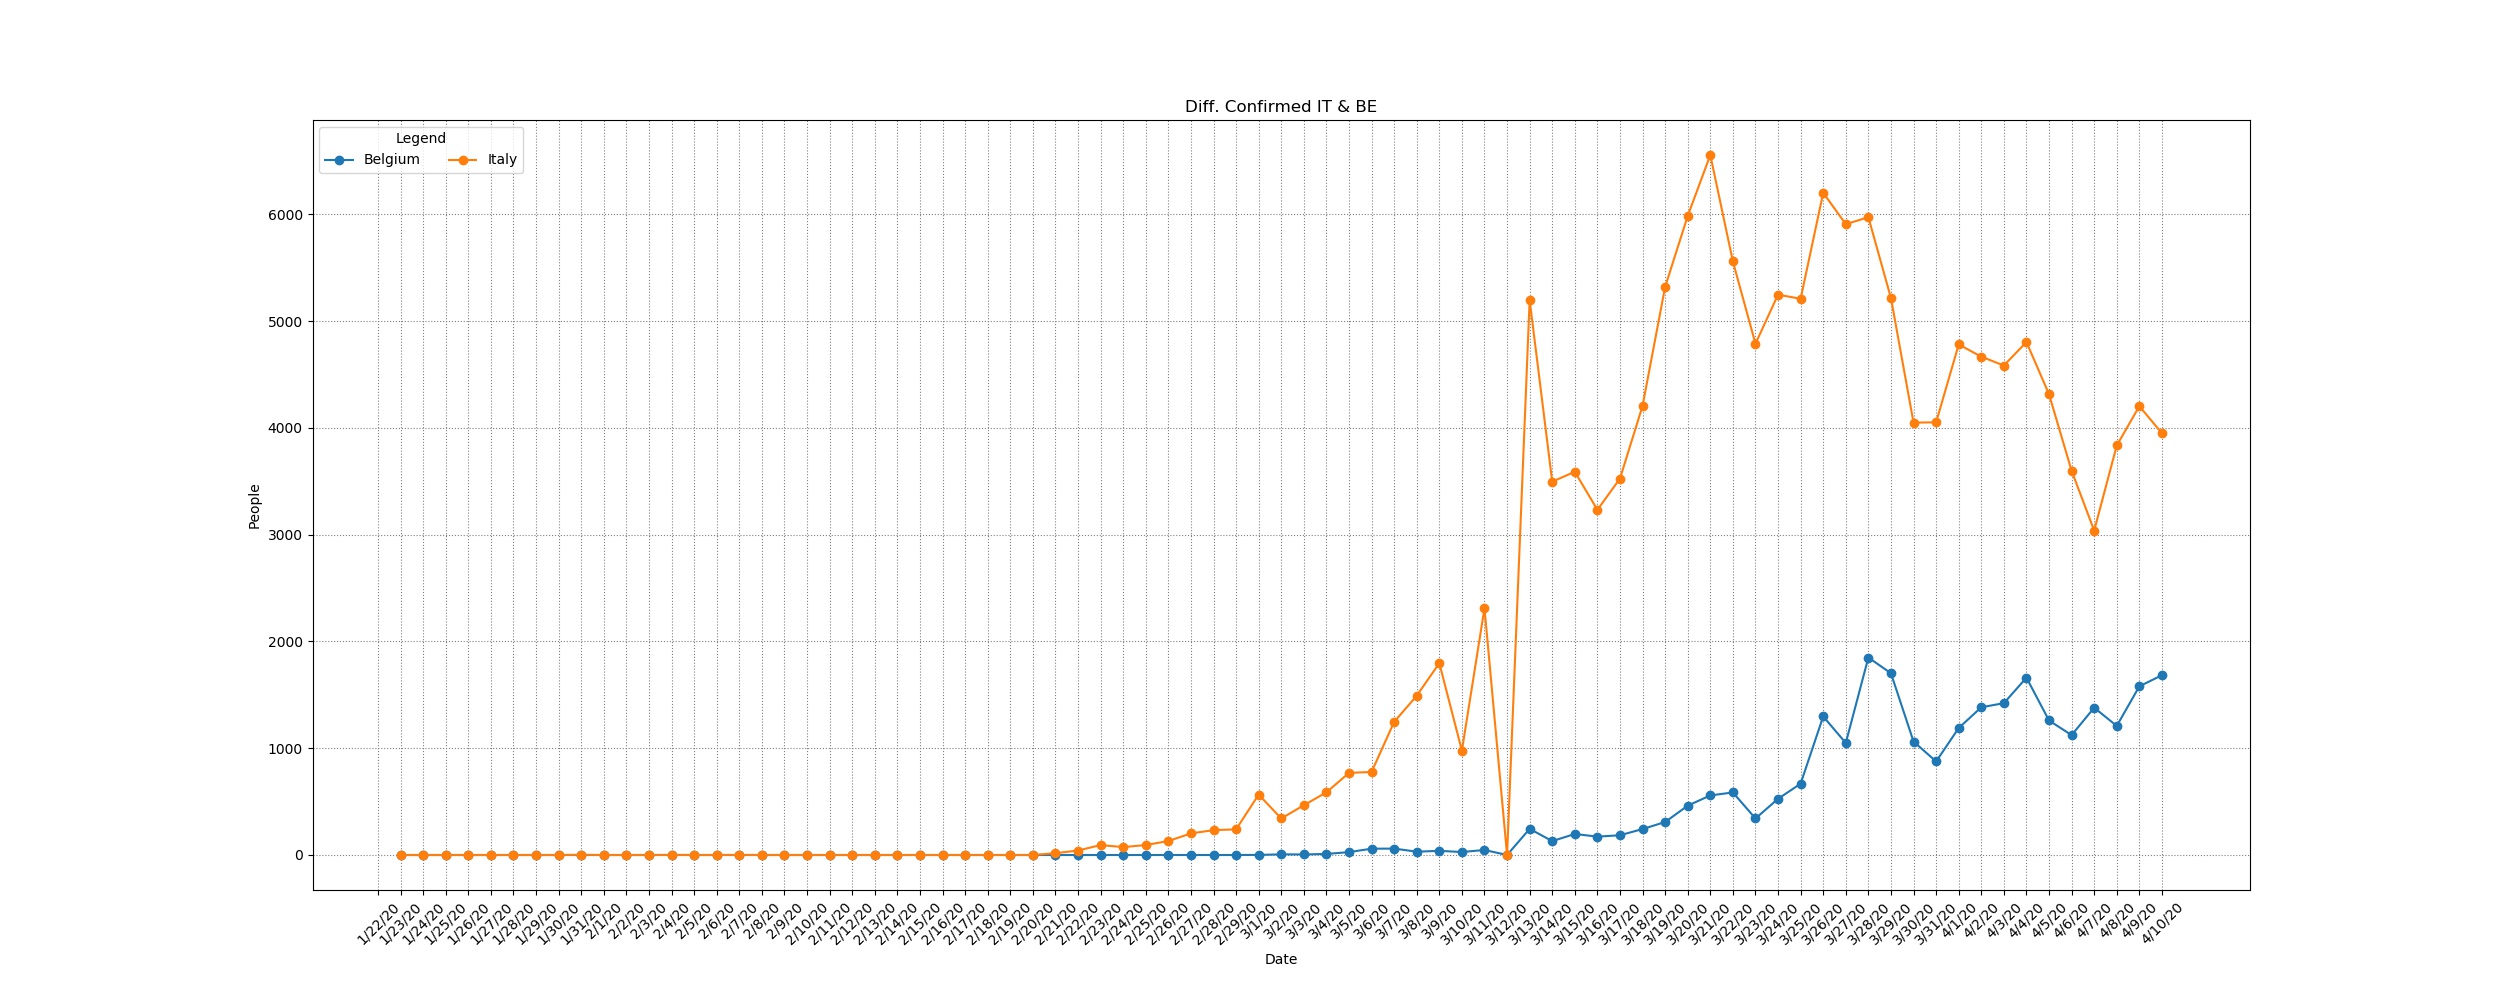 Diff. Confirmed IT & BE
Legend
Belgium Italy
6000
5000
4000
3000
2000
1000
0
People
1/22/20 1/23/20 1/24/20 1/25/20 1/26/20 1/27/20 1/28/20 1/29/20 1/30/20 1/31/20 2/1/20 2/2/20 2/3/20 2/4/20 2/5/20 2/6/20 2/7/20 2/8/20 2/9/20 2/10/20 2/11/20 2/12/20 2/13/20 2/14/20 2/15/20 2/16/20 2/17/20 2/18/20 2/19/20 2/20/20 2/21/20 2/22/20 2/23/20 2/24/20 2/25/20 2/26/20 2/27/20 2/28/20 2/29/20 3/1/20 3/2/20 3/3/20 3/4/20 3/5/20 3/6/20 3/7/20 3/8/20 3/9/20 3/10/20 3/11/20 3/12/20 3/13/20 3/14/20 3/15/20 3/16/20 3/17/20 3/18/20 3/19/20 3/20/20 3/21/20 3/22/20 3/23/20 3/24/20 3/25/20 3/26/20 3/27/20 3/28/20 3/29/20 3/30/20 3/31/20 4/1/20 4/2/20 4/3/20 4/4/20 4/5/20 4/6/20 4/7/20 4/8/20 4/9/20 4/10/20
Date